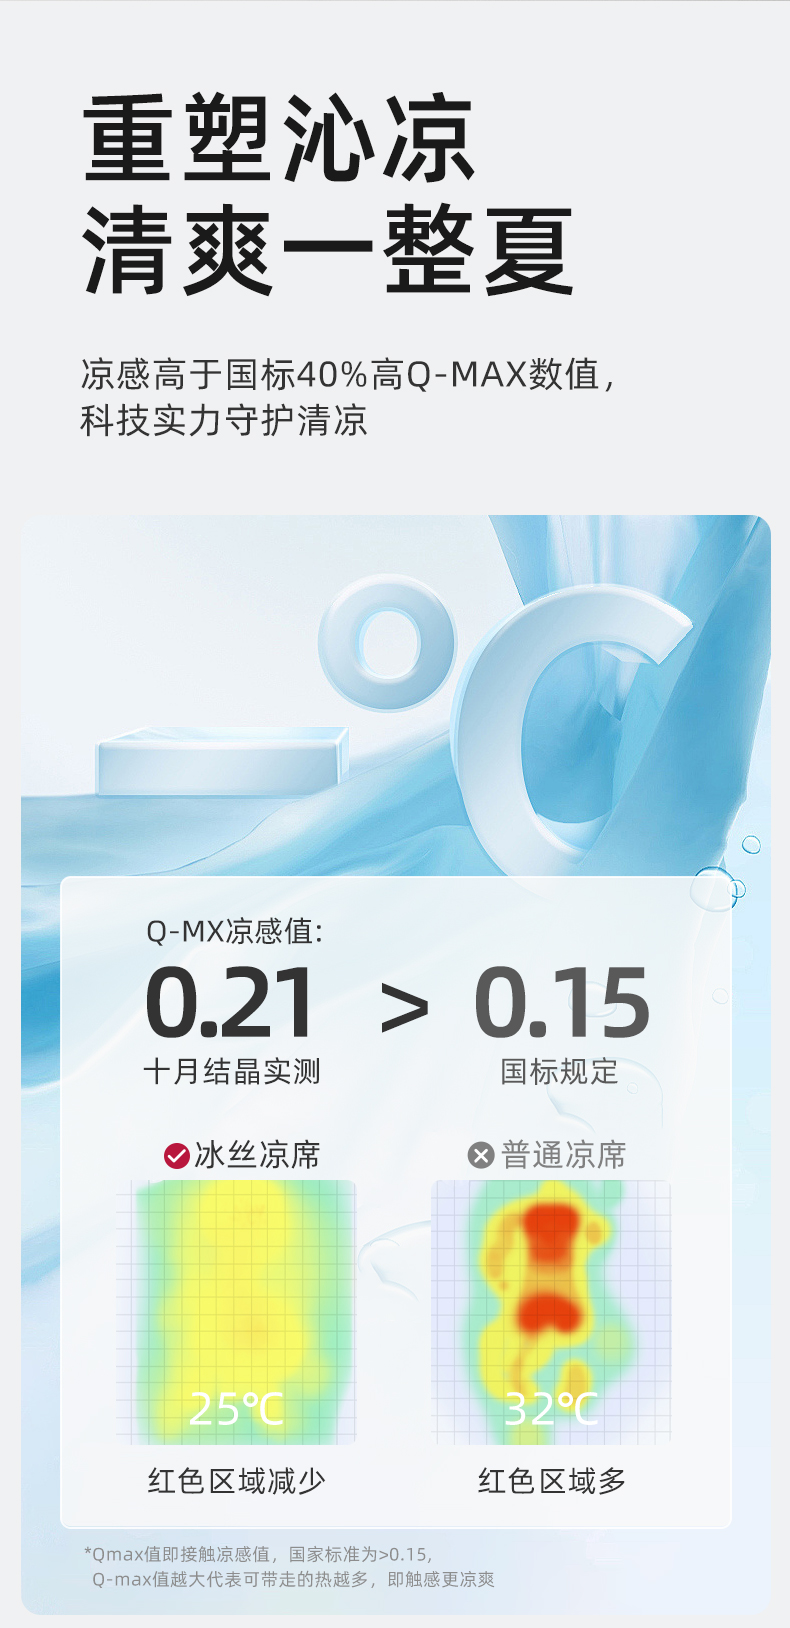 重塑沁凉
清爽一整夏
凉感高于国标40%高Q-MAX数值，
科技实力守护清凉
℃
Q-MX凉感值:
0.21 > 0.15
十月结晶实测 国标规定
冰丝凉席 普通凉席
25℃ 32℃
红色区域减少 红色区域多
*Qmax值即接触凉感值，国家标准为>0.15,
Q-max值越大代表可带走的热越多，即触感更凉爽